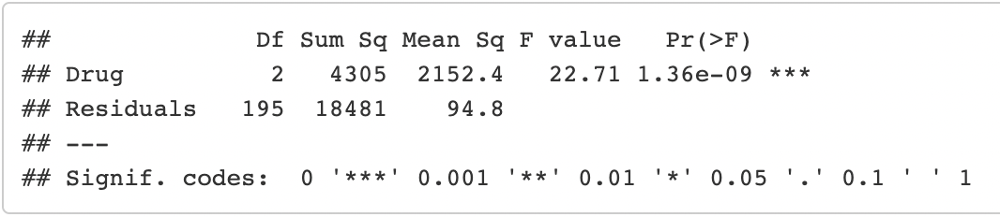 ##              Df Sum Sq Mean Sq F value   Pr(>F)
## Drug          2   4305  2152.4   22.71 1.36e-09 ***
## Residuals   195  18481    94.8
## ---
## Signif. codes:  0 '***' 0.001 '**' 0.01 '*' 0.05 '.' 0.1 ' ' 1